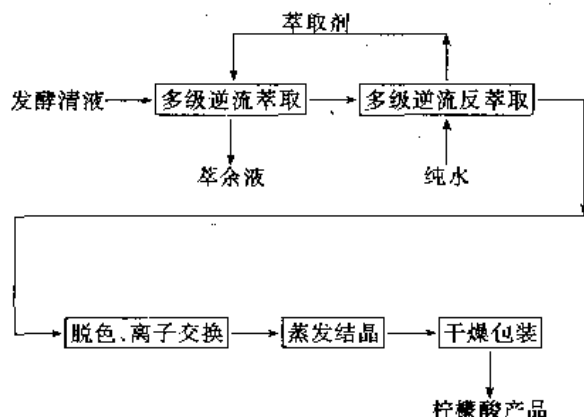 萃取剂
发酵清液 多级逆流萃取 多级逆流反萃取
萃余液 纯水
脱色、离子交换 蒸发结晶 干燥包装
柠檬酸产品